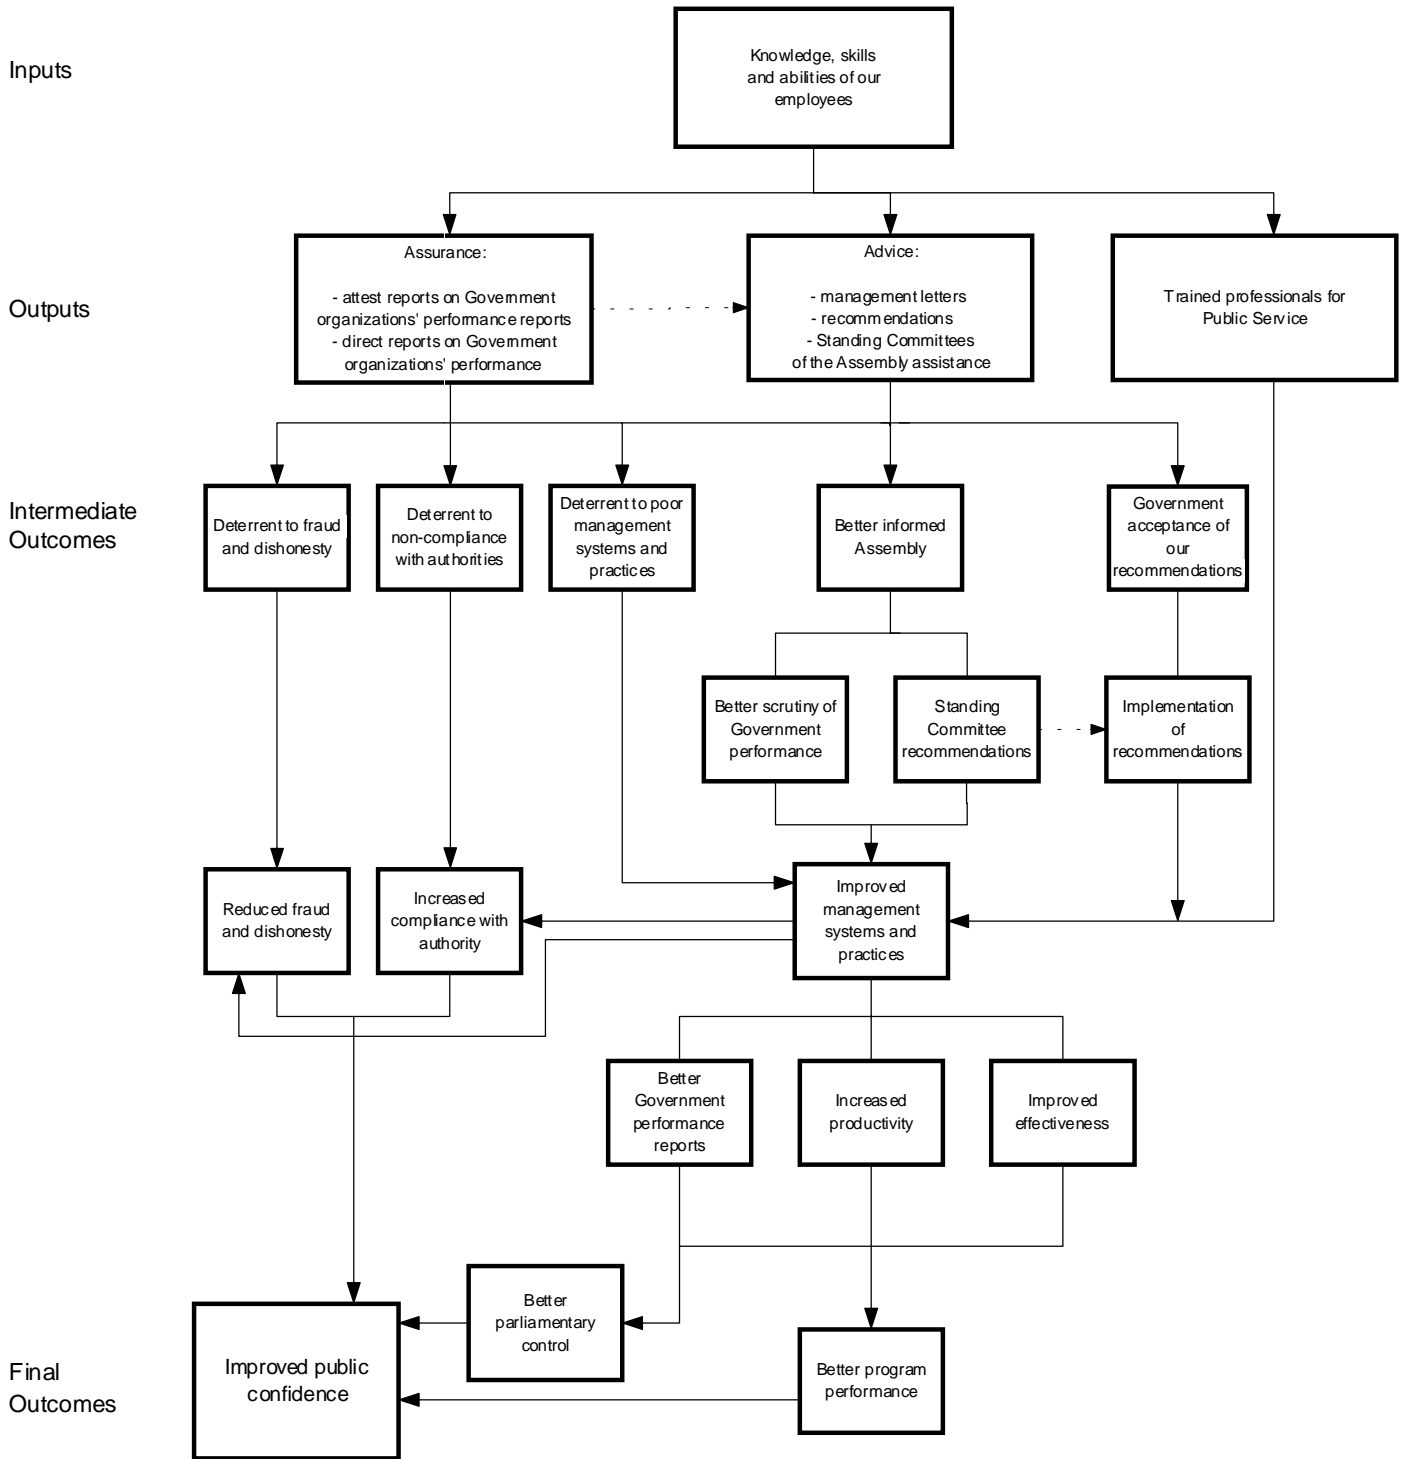 Inputs
Knowledge, skills
and abilities of our
employees
Outputs
Assurance:
- attest reports on Government
organizations' performance reports
- direct reports on Government
organizations' performance
Advice:
- management letters
- recommendations
- Standing Committees
of the Assembly assistance
Trained professionals for
Public Service
Intermediate
Outcomes
Deterrent to fraud
and dishonesty
Deterrent to
non-compliance
with authorities
Deterrent to poor
management
systems and
practices
Better informed
Assembly
Government
acceptance of
our
recommendations
Better scrutiny of
Government
performance
Standing
Committee
recommendations
Implementation
of
recommendations
Reduced fraud
and dishonesty
Increased
compliance with
authority
Improved
management
systems and
practices
Better
Government
performance
reports
Increased
productivity
Improved
effectiveness
Final
Outcomes
Improved public
confidence
Better
parliamentary
control
Better program
performance